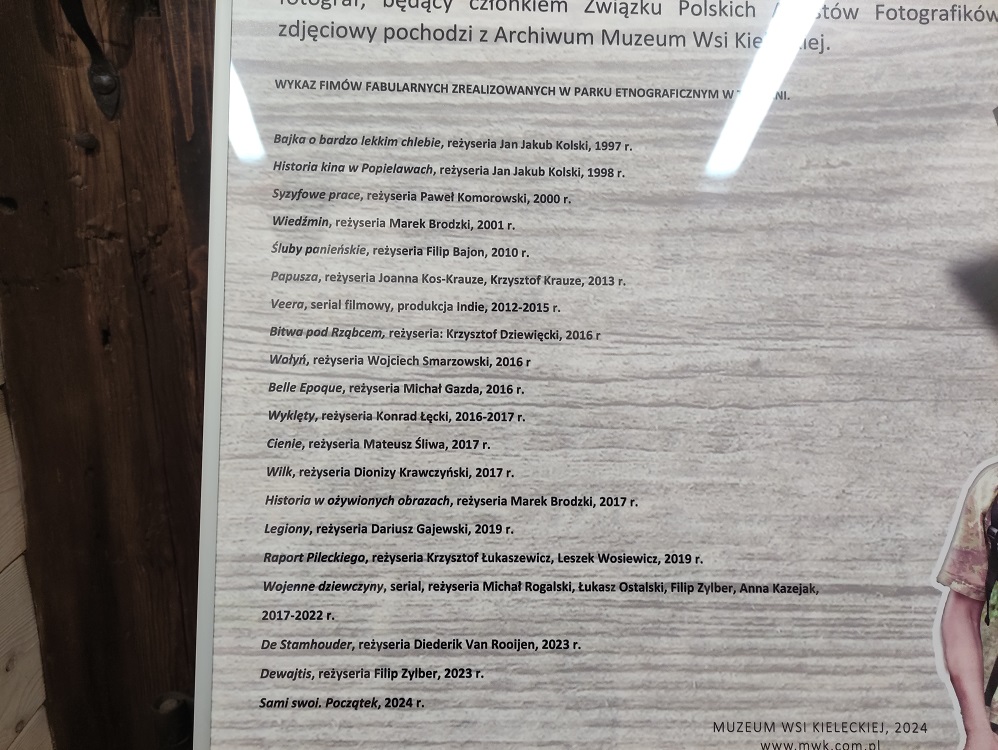 fotograf, będący członkiem Związku Polskich Fotografików
zdjęciowy pochodzi z Archiwum Muzeum Wsi
WYKAZ FIMÓW FABULARNYCH ZREALIZOWANYCH W PARKU ETNOGRAFICZNYM W
Bajka o bardzo lekkim chlebie, reżyseria Jan Jakub Kolski, 1997 r.
Historia kina w Popielawach, reżyseria Jan Jakub Kolski, 1998 r.
Syzyfowe prace, reżyseria Paweł Komorowski, 2000 r.
Wiedźmin, reżyseria Marek Brodzki, 2001 r.
Śluby panieńskie, reżyseria Filip Bajon, 2010 r.
Papusza, reżyseria Joanna Kos-Krauze, Krzysztof Krauze, 2013 r.
Veera, serial filmowy, produkcja Indie, 2012-2015 r.
Bitwa pod Rząbcem, reżyseria: Krzysztof Dziewięcki, 2016 r
Wołyń, reżyseria Wojciech Smarzowski, 2016 r
Belle Epoque, reżyseria Michał Gazda, 2016 r.
Wyklęty, reżyseria Konrad Łęcki, 2016-2017 r.
Cienie, reżyseria Mateusz Śliwa, 2017 r.
Wilk, reżyseria Dionizy Krawczyński, 2017 r.
Historia w ożywionych obrazach, reżyseria Marek Brodzki, 2017 r.
Legiony, reżyseria Dariusz Gajewski, 2019 r.
Raport Pileckiego, reżyseria Krzysztof Łukaszewicz, Leszek Wosiewicz, 2019 r.
Wojenne dziewczyny, serial, reżyseria Michał Rogalski, Łukasz Ostalski, Filip Zylber, Anna Kazejak,
2017-2022 r.
De Stamhouder, reżyseria Diederik Van Rooijen, 2023 r.
Dewajtis, reżyseria Filip Zylber, 2023 r.
Sami swoi. Początek, 2024 r.
MUZEUM WSI KIELECKIEJ, 2024
www.mwk.com.pl